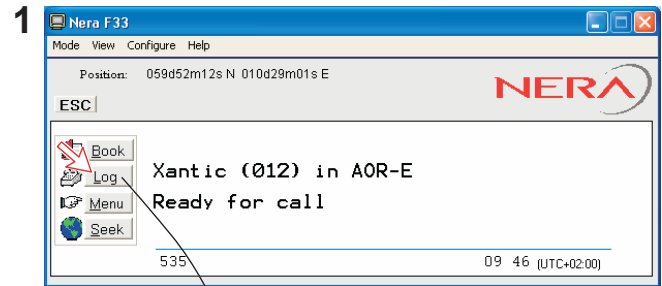 1
Nera F33
Mode View Configure Help
Position: 059d52m12s N 010d29m01s E
NERA
ESC
Book
Log
Menu
Seek
Xantic (012) in AOR-E
Ready for call
535 09 46 (UTC+02:00)